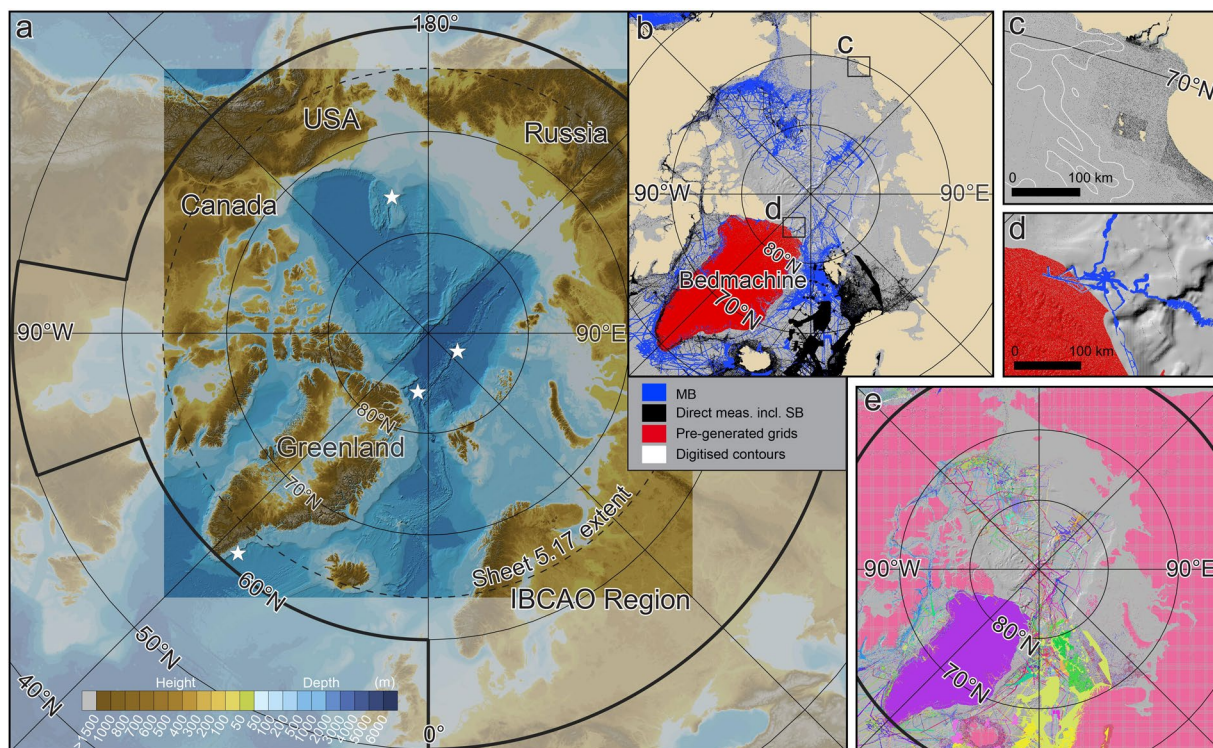 a
180°
USA
Russia
Canada
90°W
90°E
80°N
Greenland
70°N
Sheet 5.17 extent
60°N
IBCAO Region
50°N
40°N
0°
Height
Depth
(m)
>1500
1000
800
700
600
500
400
300
200
100
50
0
50
200
500
1000
2000
3000
4000
5000
6000
b
c
90°W
90°E
d
80°N
Bedmachine
70°N
MB
Direct meas. incl. SB
Pre-generated grids
Digitised contours
c
70°N
0
100 km
d
0
100 km
e
90°W
90°E
80°N
70°N